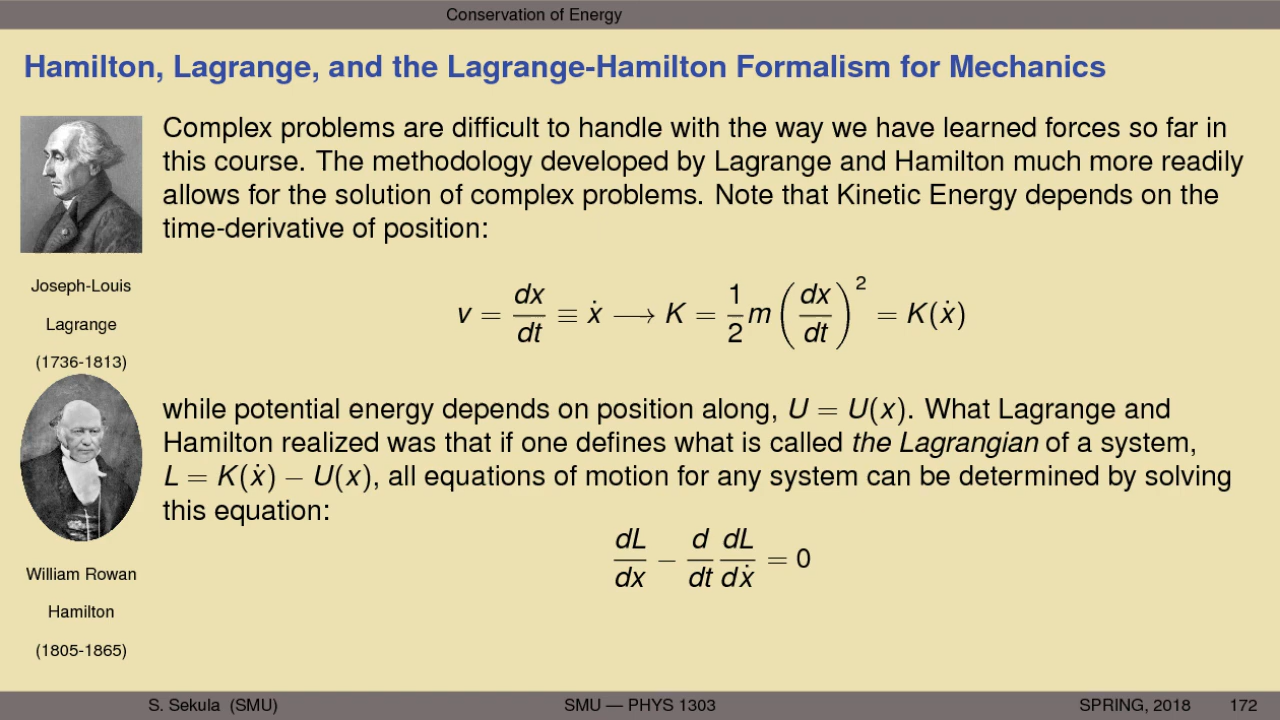 Conservation of Energy
Hamilton, Lagrange, and the Lagrange-Hamilton Formalism for Mechanics
Complex problems are difficult to handle with the way we have learned forces so far in
this course. The methodology developed by Lagrange and Hamilton much more readily
allows for the solution of complex problems. Note that Kinetic Energy depends on the
time-derivative of position:
Joseph-Louis
Lagrange
(1736-1813)
v = dx/dt ≡ ẋ ⟶ K = 1/2 m (dx/dt)² = K(ẋ)
while potential energy depends on position along, U = U(x). What Lagrange and
Hamilton realized was that if one defines what is called the Lagrangian of a system,
L = K(ẋ) − U(x), all equations of motion for any system can be determined by solving
this equation:
dL/dx − d/dt dL/dẋ = 0
William Rowan
Hamilton
(1805-1865)
S. Sekula (SMU) SMU — PHYS 1303 SPRING, 2018 172